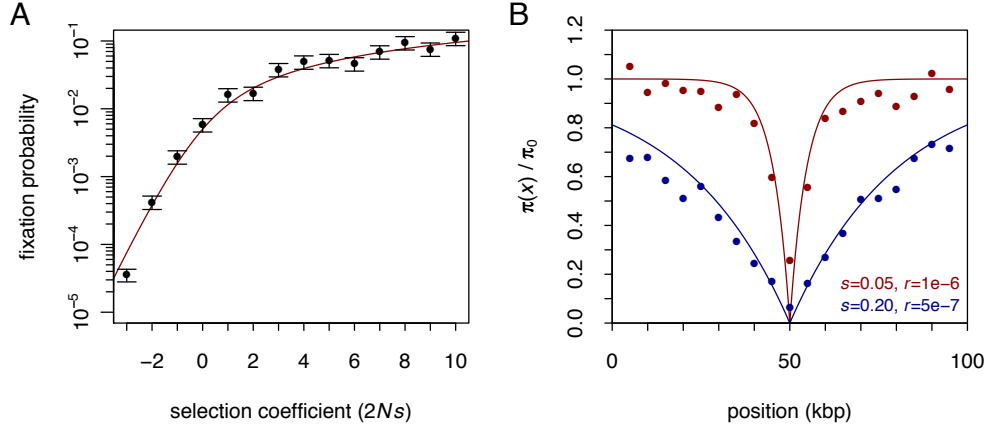 A
fixation probability
10⁻¹
10⁻²
10⁻³
10⁻⁴
10⁻⁵
−2 0 2 4 6 8 10
selection coefficient (2Ns)
B
π(x) / π₀
1.2
1.0
0.8
0.6
0.4
0.2
0.0
s=0.05, r=1e−6
s=0.20, r=5e−7
0 50 100
position (kbp)